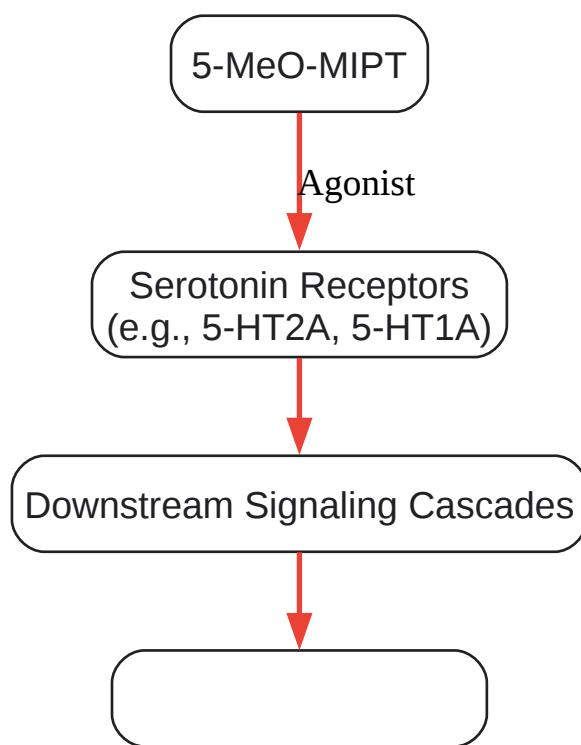 5-MeO-MIPT
Agonist
Serotonin Receptors
(e.g., 5-HT2A, 5-HT1A)
Downstream Signaling Cascades